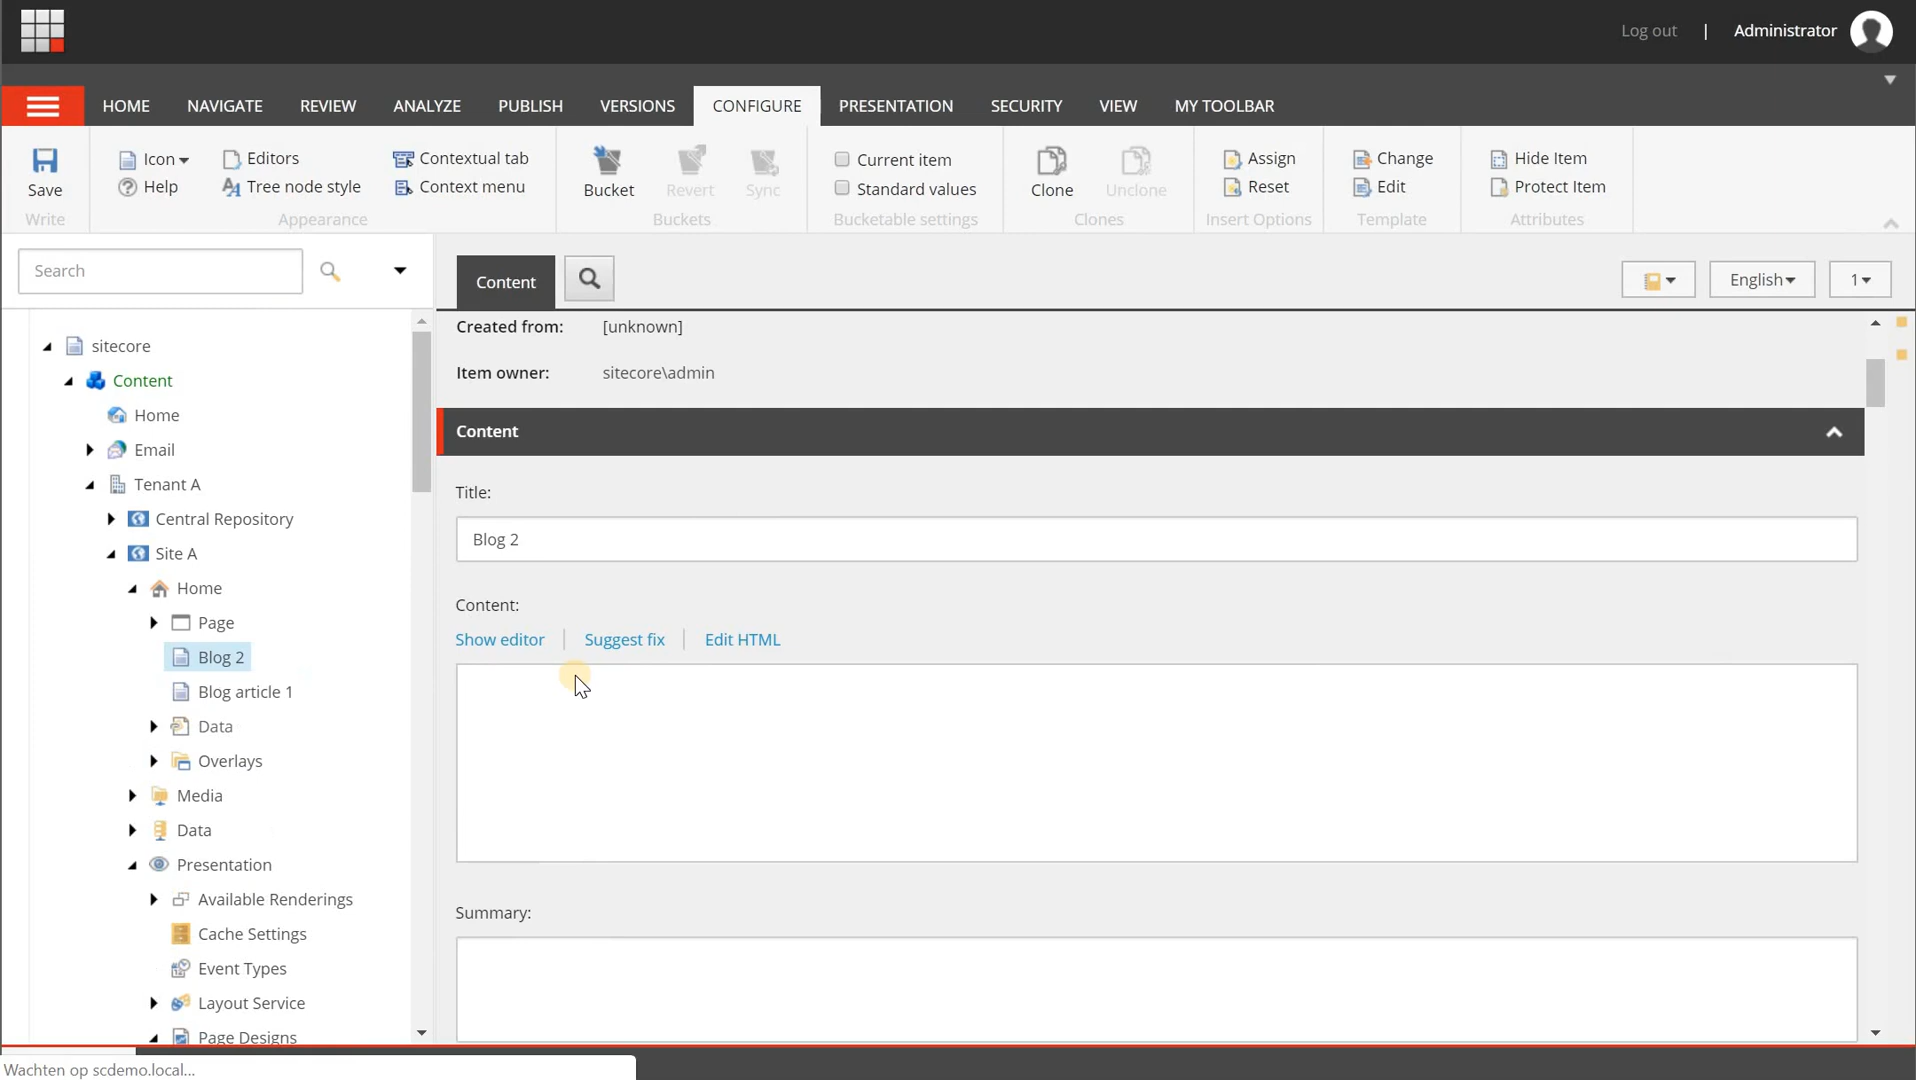 Log out | Administrator
HOME NAVIGATE REVIEW ANALYZE PUBLISH VERSIONS CONFIGURE PRESENTATION SECURITY VIEW MY TOOLBAR
Icon Editors Contextual tab Current item Assign Change Hide Item
Save Help Tree node style Context menu Bucket Revert Sync Standard values Clone Unclone Reset Edit Protect Item
Write Appearance Buckets Bucketable settings Clones Insert Options Template Attributes
Search
Content
English 1
sitecore
Content
Home
Email
Tenant A
Central Repository
Site A
Home
Page
Blog 2
Blog article 1
Data
Overlays
Media
Data
Presentation
Available Renderings
Cache Settings
Event Types
Layout Service
Page Designs
Created from: [unknown]
Item owner: sitecore\admin
Content
Title:
Blog 2
Content:
Show editor | Suggest fix | Edit HTML
Summary:
Wachten op scdemo.local...